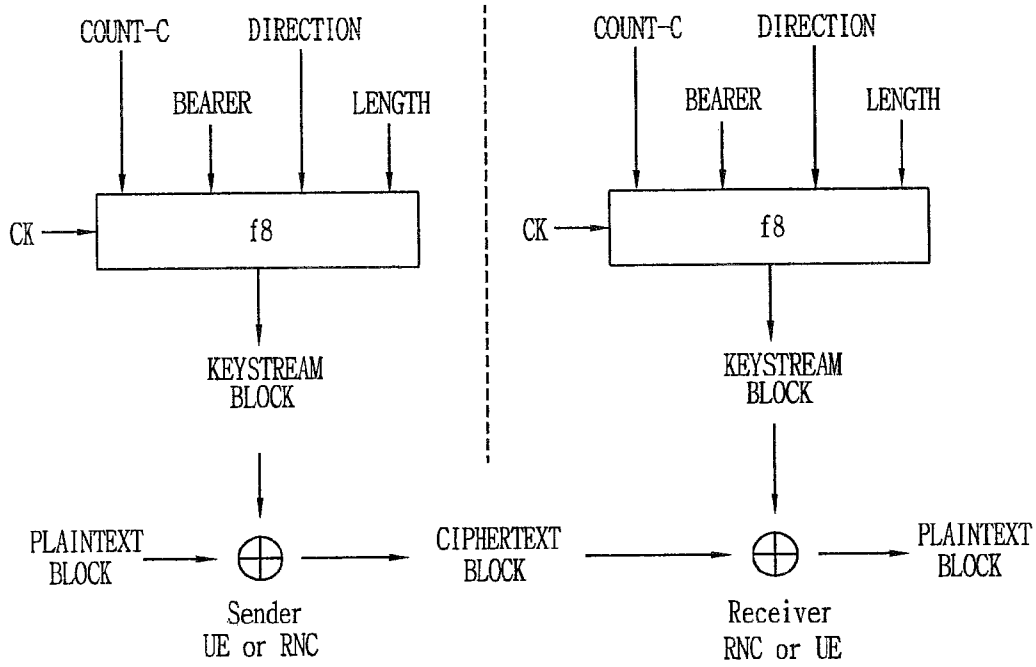 COUNT-C DIRECTION
BEARER LENGTH
CK
f8
KEYSTREAM
BLOCK
PLAINTEXT
BLOCK
Sender
UE or RNC
CIPHERTEXT
BLOCK
COUNT-C DIRECTION
BEARER LENGTH
CK
f8
KEYSTREAM
BLOCK
Receiver
RNC or UE
PLAINTEXT
BLOCK